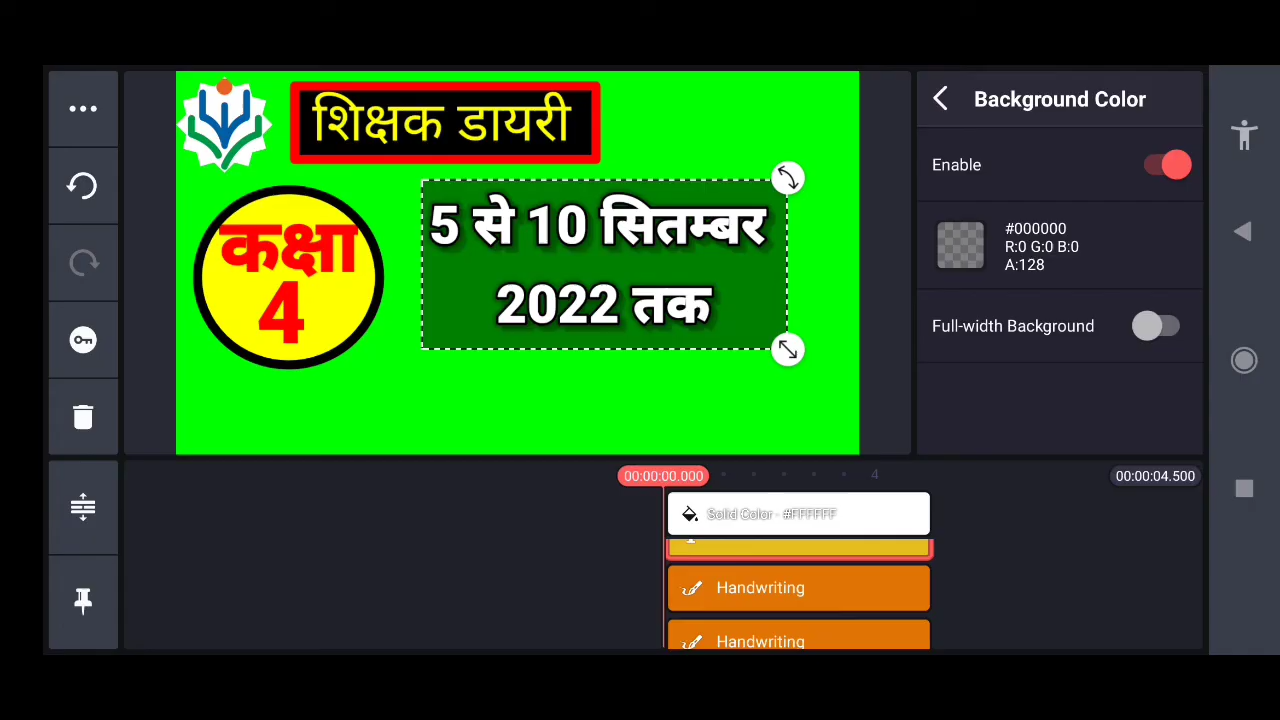 शिक्षक डायरी
कक्षा
4
5 से 10 सितम्बर
2022 तक
Background Color
Enable
#000000
R:0 G:0 B:0
A:128
Full-width Background
00:00:00.000
4
00:00:04.500
Solid Color - #FFFFFF
Handwriting
Handwriting